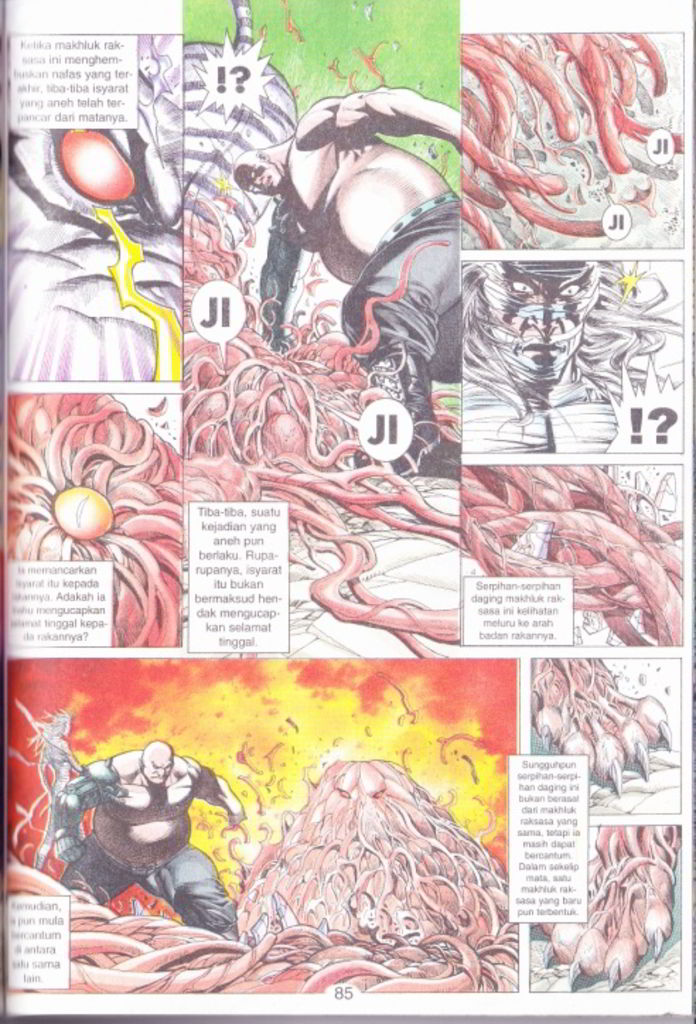 Ketika makhluk rak-
sasa ini menghem-
buskan nafas yang ter-
akhir, tiba-tiba isyarat
yang aneh telah ter-
pancar dari matanya.
!?
JI
JI
JI
JI
!?
Ia memancarkan
isyarat itu kepada
rakannya. Adakah ia
mahu mengucapkan
selamat tinggal kepa-
da rakannya?
Tiba-tiba, suatu
kejadian yang
aneh pun
berlaku. Rupa-
rupanya, isyarat
itu bukan
bermaksud hen-
dak mengucap-
kan selamat
tinggal.
Serpihan-serpihan
daging makhluk rak-
sasa ini kelihatan
meluru ke arah
badan rakannya.
Kemudian,
ia pun mula
bercantum
di antara
satu sama
lain.
Sungguhpun
serpihan-serpi-
han daging ini
bukan berasal
dari makhluk
raksasa yang
sama, tetapi ia
masih dapat
bercantum.
Dalam sekelip
mata, satu
makhluk rak-
sasa yang baru
pun terbentuk.
85